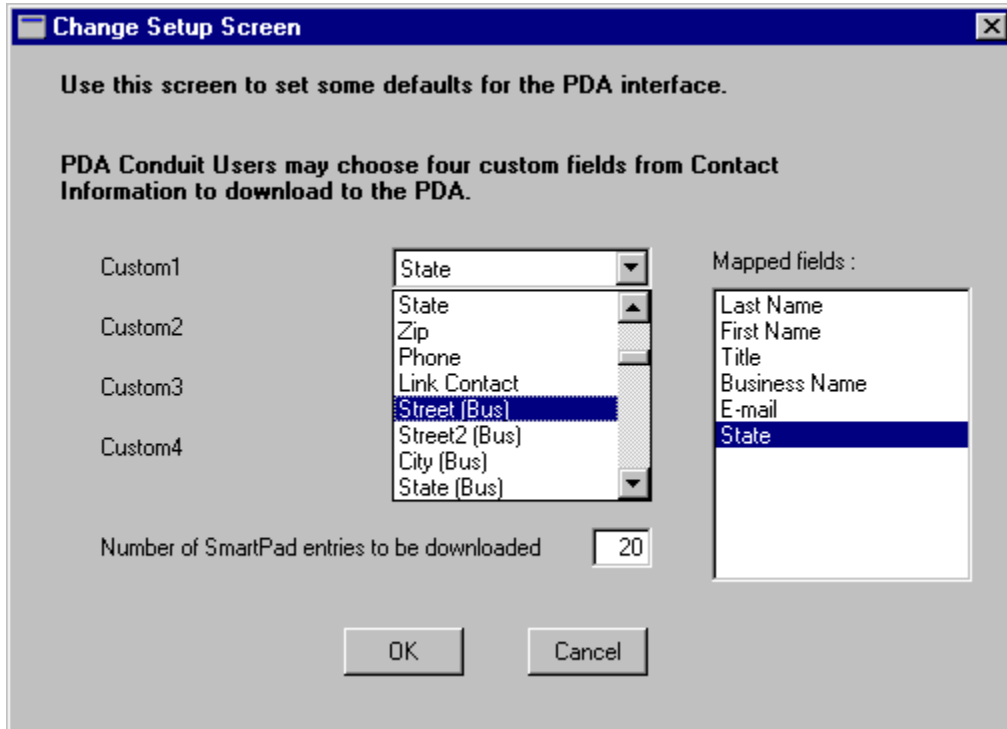 Change Setup Screen
Use this screen to set some defaults for the PDA interface.
PDA Conduit Users may choose four custom fields from Contact
Information to download to the PDA.
Custom1
State
Mapped fields :
Custom2
Custom3
Custom4
State
Zip
Phone
Link Contact
Street (Bus)
Street2 (Bus)
City (Bus)
State (Bus)
Last Name
First Name
Title
Business Name
E-mail
State
Number of SmartPad entries to be downloaded 20
OK
Cancel